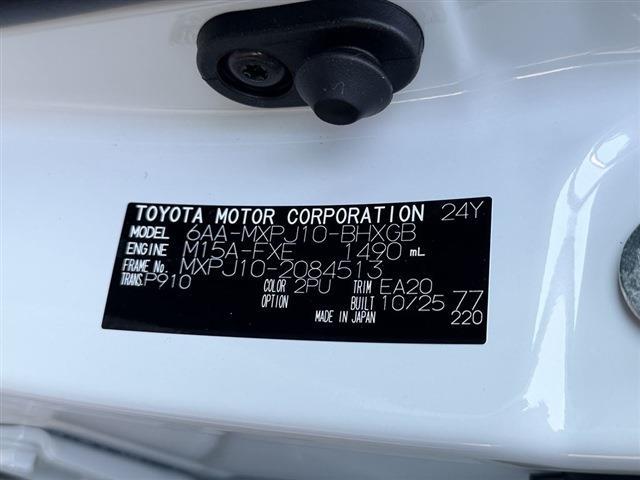 TOYOTA MOTOR CORPORATION 24Y
MODEL 6AA-MXPJ10-BHXGB
ENGINE M15A-FXE 1490 mL
FRAME No. MXPJ10-2084513
TRANS. P910 COLOR 2PU TRIM EA20
OPTION BUILT 10/25 77
MADE IN JAPAN 220